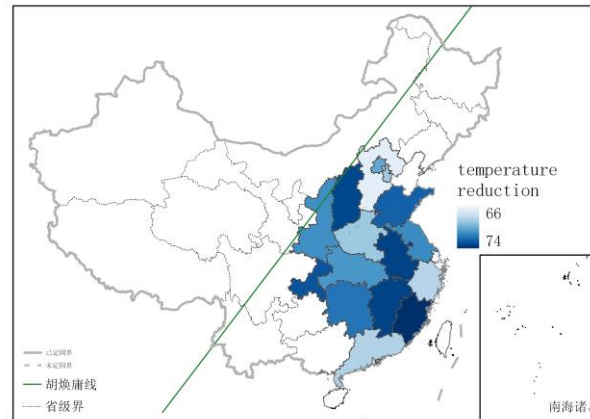 temperature
reduction
66
74
已定国界
未定国界
胡焕庸线
省级界
南海诸